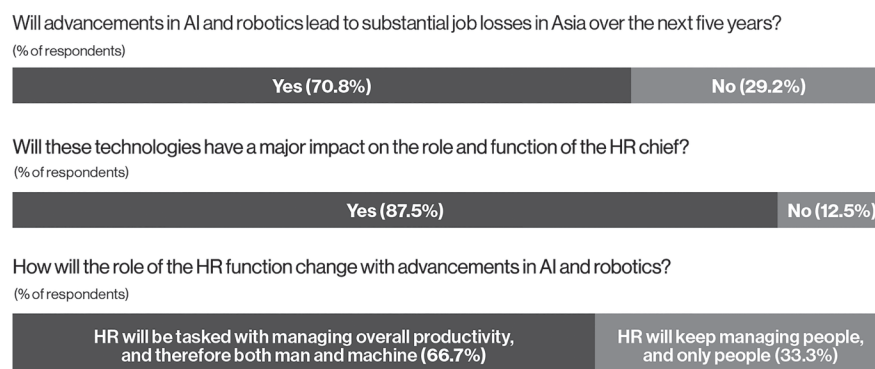 Will advancements in AI and robotics lead to substantial job losses in Asia over the next five years?
(% of respondents)
Yes (70.8%) No (29.2%)
Will these technologies have a major impact on the role and function of the HR chief?
(% of respondents)
Yes (87.5%) No (12.5%)
How will the role of the HR function change with advancements in AI and robotics?
(% of respondents)
HR will be tasked with managing overall productivity,
and therefore both man and machine (66.7%)
HR will keep managing people,
and only people (33.3%)